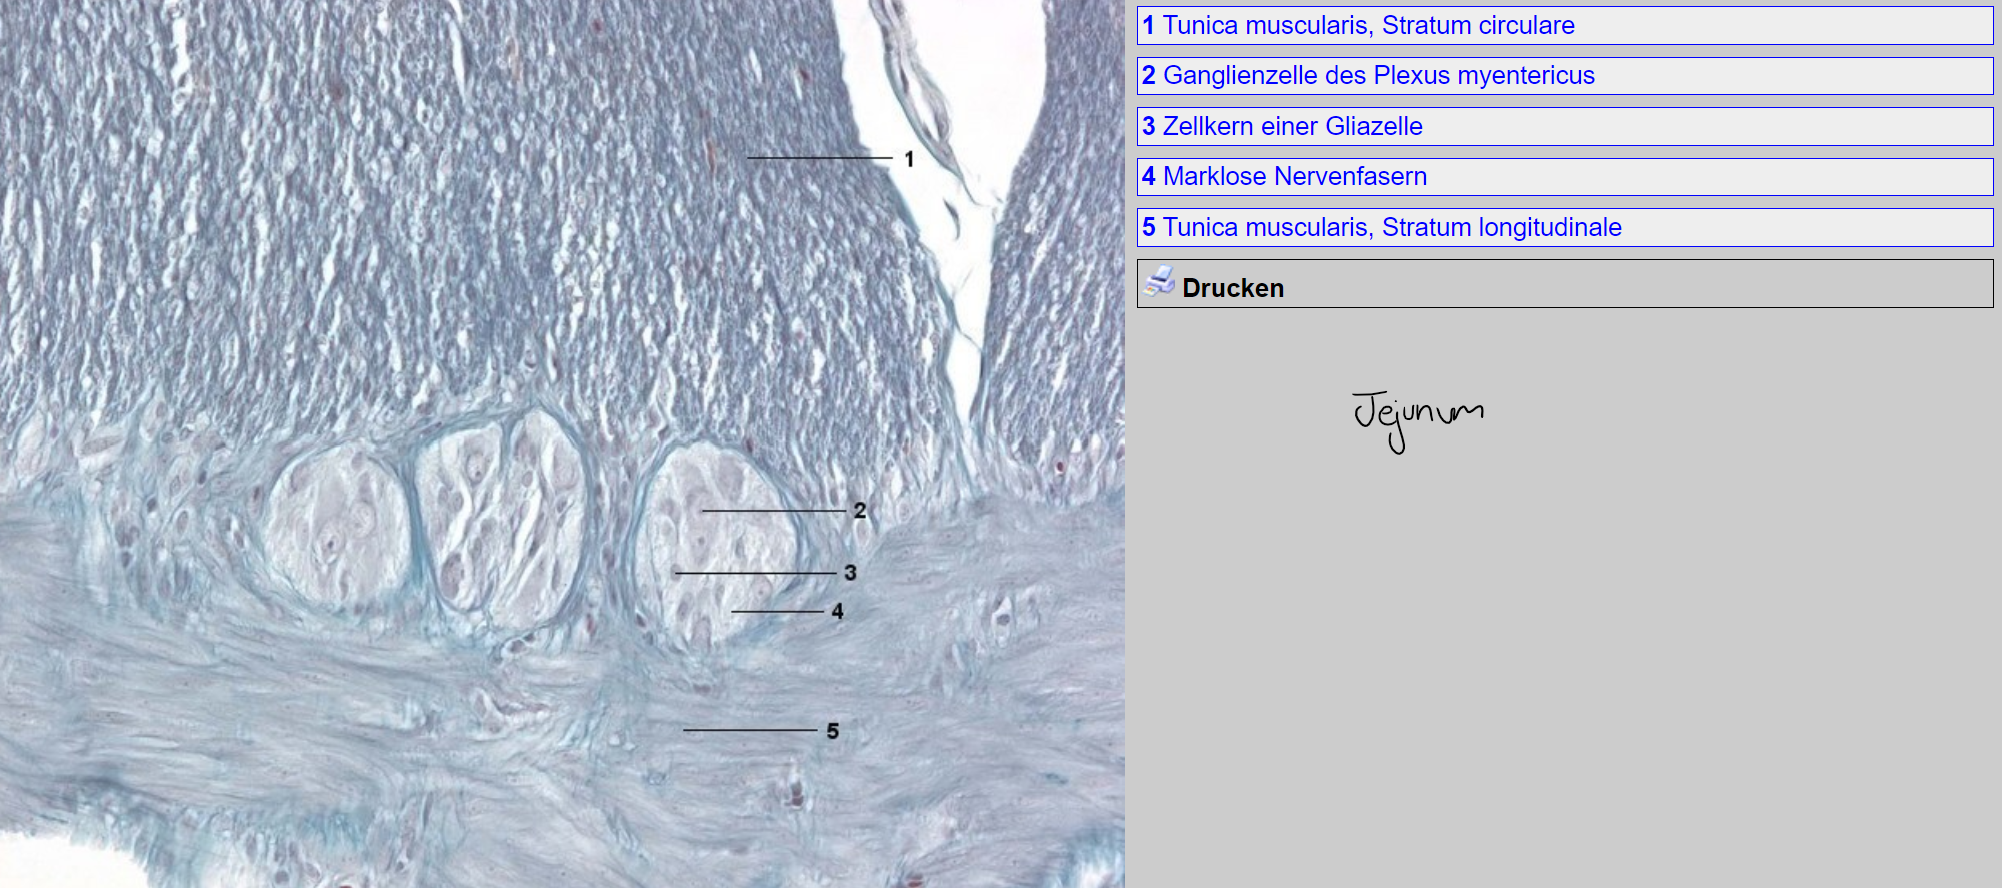 1 Tunica muscularis, Stratum circulare
2 Ganglienzelle des Plexus myentericus
3 Zellkern einer Gliazelle
4 Marklose Nervenfasern
5 Tunica muscularis, Stratum longitudinale
Drucken
Jejunum
1
2
3
4
5